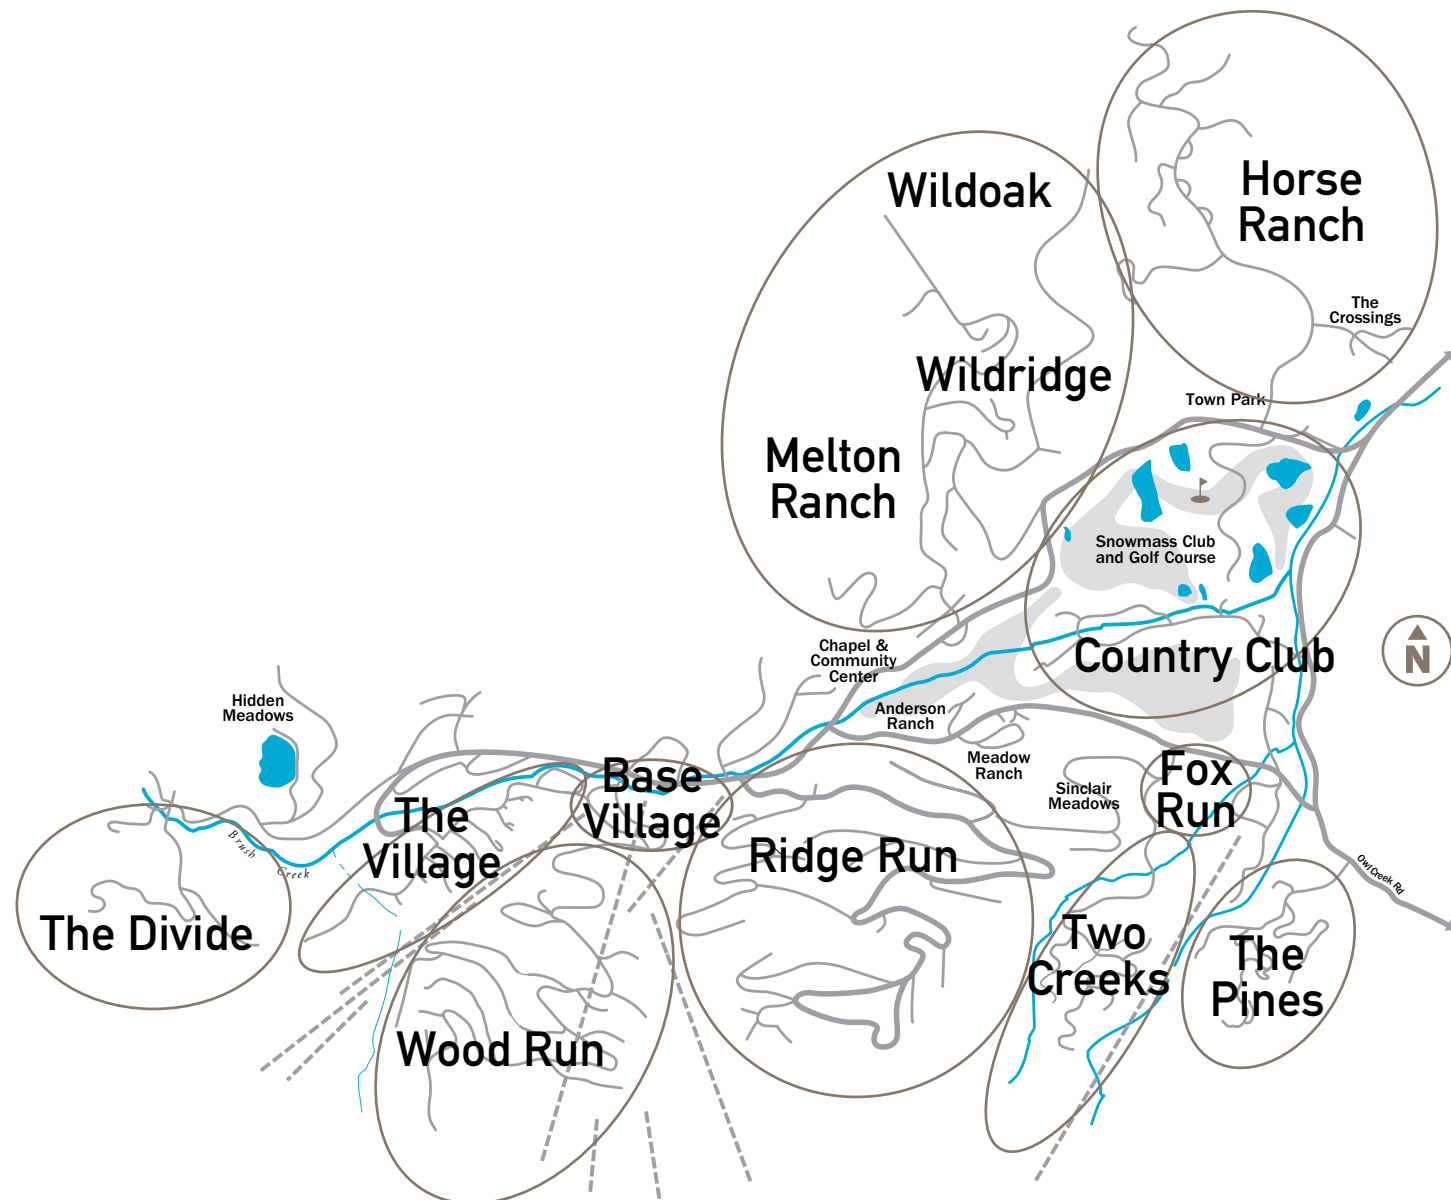 Wildoak
Horse
Ranch
The
Crossings
Wildridge
Town Park
Melton
Ranch
Snowmass Club
and Golf Course
Chapel &
Community
Center
Country Club
N
Hidden
Meadows
Anderson
Ranch
Meadow
Ranch
Sinclair
Meadows
Fox
Run
Base
Village
The
Village
Ridge Run
Brush
Creek
Owl Creek Rd
The Divide
Two
Creeks
The
Pines
Wood Run